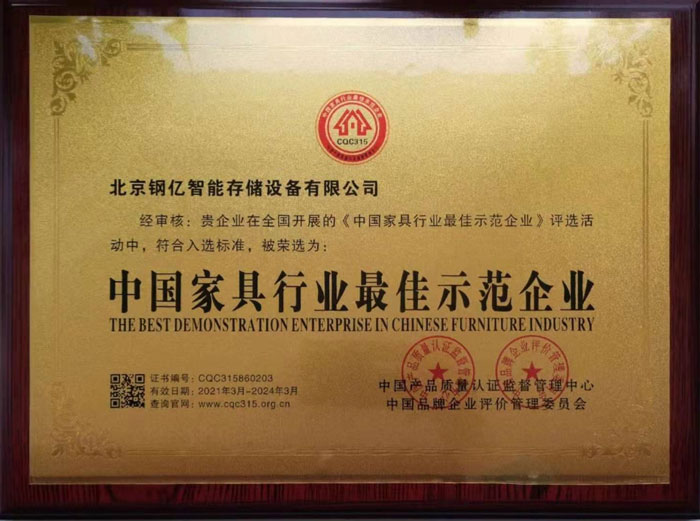 CQC315
北京钢亿智能存储设备有限公司
经审核：贵企业在全国开展的《中国家具行业最佳示范企业》评选活
动中，符合入选标准，被荣选为：
中国家具行业最佳示范企业
THE BEST DEMONSTRATION ENTERPRISE IN CHINESE FURNITURE INDUSTRY
证书编号：CQC315860203
有效日期：2021年3月-2024年3月
查询官网：www.cqc315.org.cn
中国产品质量认证监督管理中心
中国品牌企业评价管理委员会